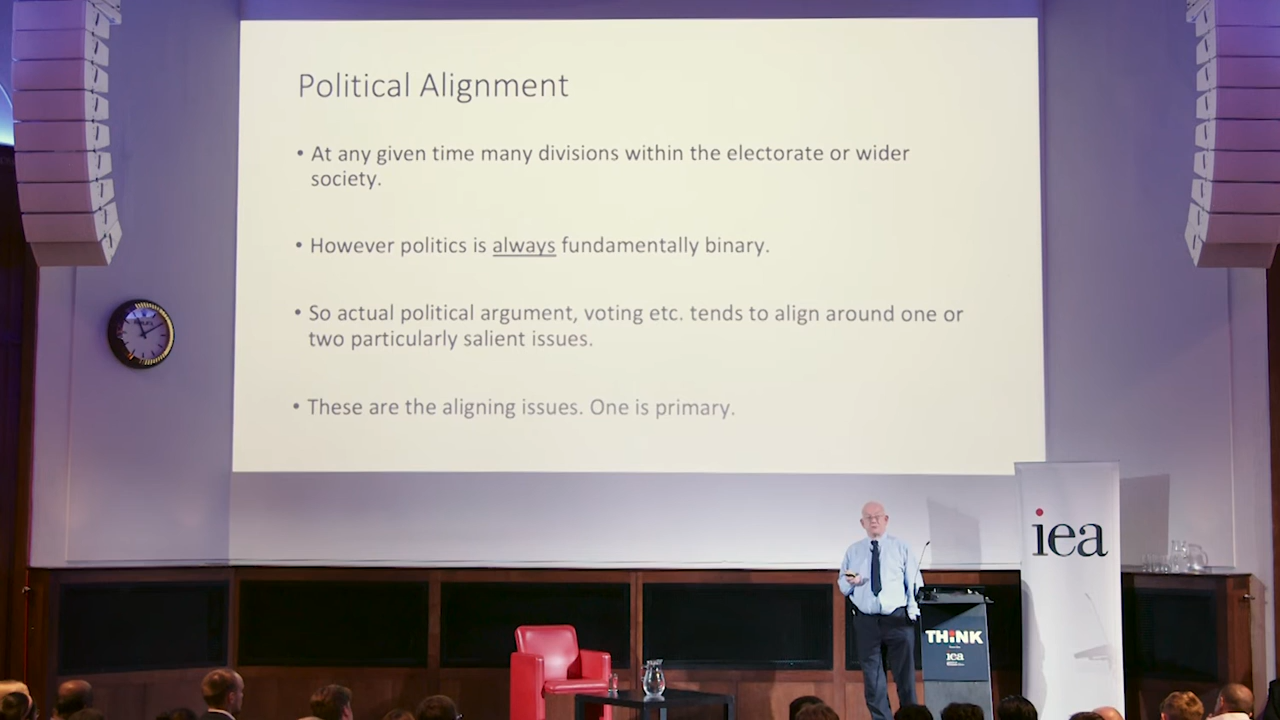 Political Alignment
• At any given time many divisions within the electorate or wider
society.
• However politics is always fundamentally binary.
• So actual political argument, voting etc. tends to align around one or
two particularly salient issues.
• These are the aligning issues. One is primary.
iea
THiNK
iea